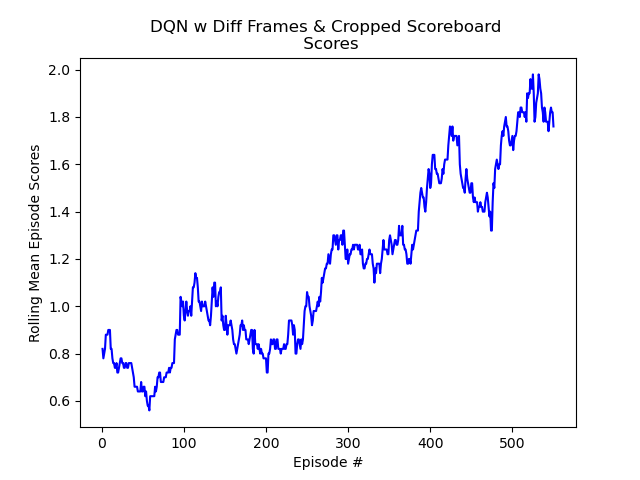 DQN w Diff Frames & Cropped Scoreboard
Scores
Rolling Mean Episode Scores
2.0
1.8
1.6
1.4
1.2
1.0
0.8
0.6
0 100 200 300 400 500
Episode #